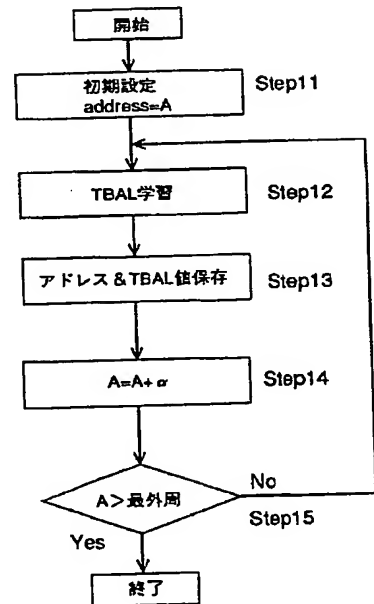 開始
初期設定
address=A
Step11
TBAL学習
Step12
アドレス&TBAL値保存
Step13
A=A+α
Step14
A>最外周
No
Step15
Yes
終了